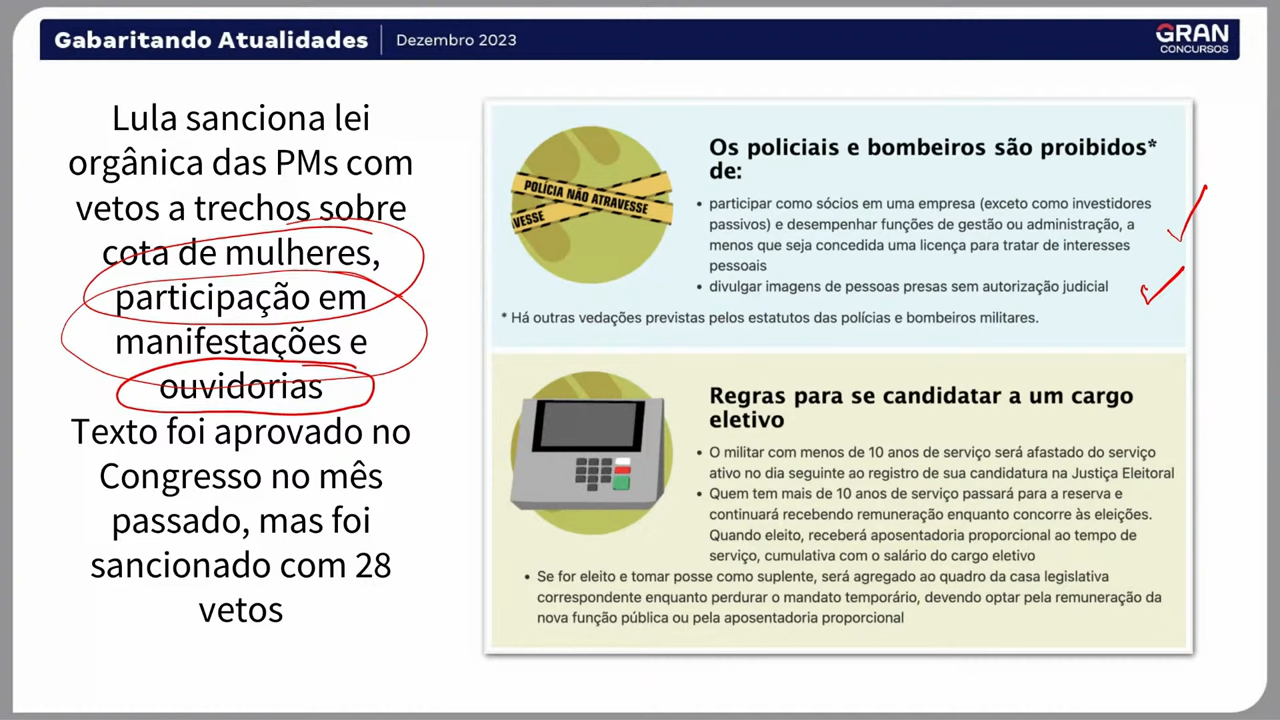 Gabaritando Atualidades
Dezembro 2023
GRAN
CONCURSOS
Lula sanciona lei
orgânica das PMs com
vetos a trechos sobre
cota de mulheres,
participação em
manifestações e
ouvidorias
Texto foi aprovado no
Congresso no mês
passado, mas foi
sancionado com 28
vetos
POLÍCIA NÃO ATRAVESSE
AVESSE
Os policiais e bombeiros são proibidos*
de:
• participar como sócios em uma empresa (exceto como investidores
passivos) e desempenhar funções de gestão ou administração, a
menos que seja concedida uma licença para tratar de interesses
pessoais
• divulgar imagens de pessoas presas sem autorização judicial
* Há outras vedações previstas pelos estatutos das polícias e bombeiros militares.
Regras para se candidatar a um cargo
eletivo
• O militar com menos de 10 anos de serviço será afastado do serviço
ativo no dia seguinte ao registro de sua candidatura na Justiça Eleitoral
• Quem tem mais de 10 anos de serviço passará para a reserva e
continuará recebendo remuneração enquanto concorre às eleições.
Quando eleito, receberá aposentadoria proporcional ao tempo de
serviço, cumulativa com o salário do cargo eletivo
• Se for eleito e tomar posse como suplente, será agregado ao quadro da casa legislativa
correspondente enquanto perdurar o mandato temporário, devendo optar pela remuneração da
nova função pública ou pela aposentadoria proporcional